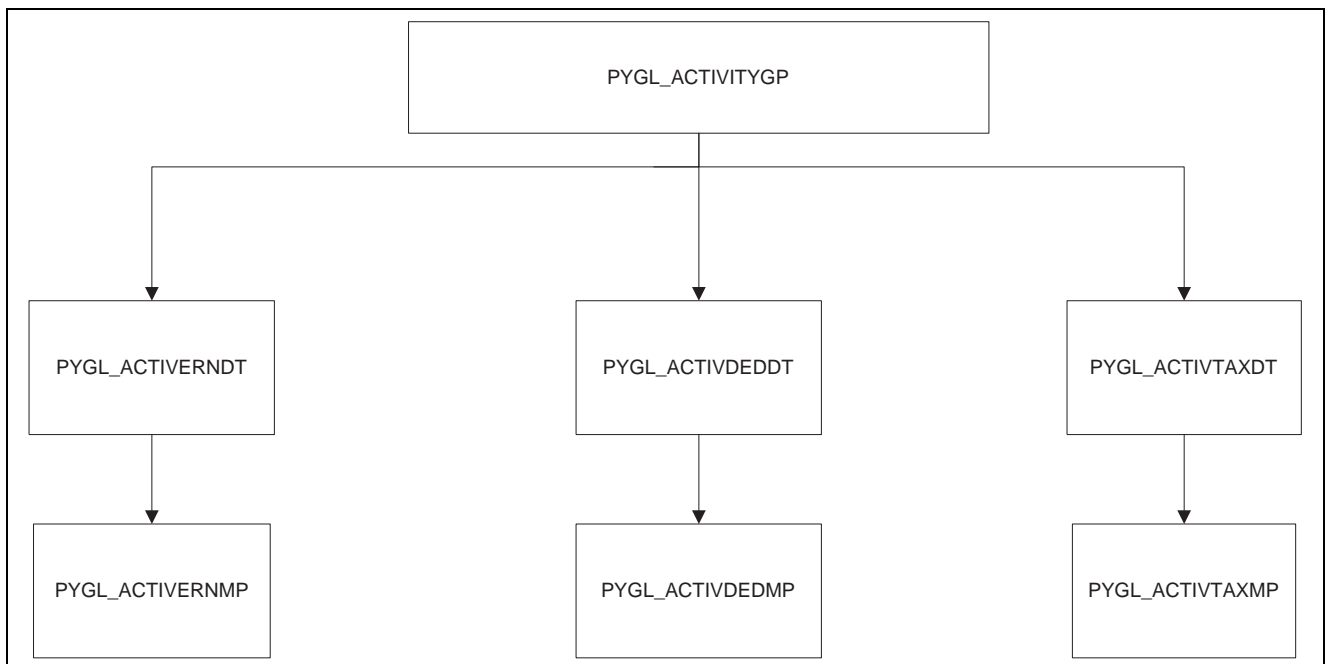 PYGL_ACTIVITYGP
PYGL_ACTIVERNDT
PYGL_ACTIVDEDDT
PYGL_ACTIVTAXDT
PYGL_ACTIVERNMP
PYGL_ACTIVDEDMP
PYGL_ACTIVTAXMP